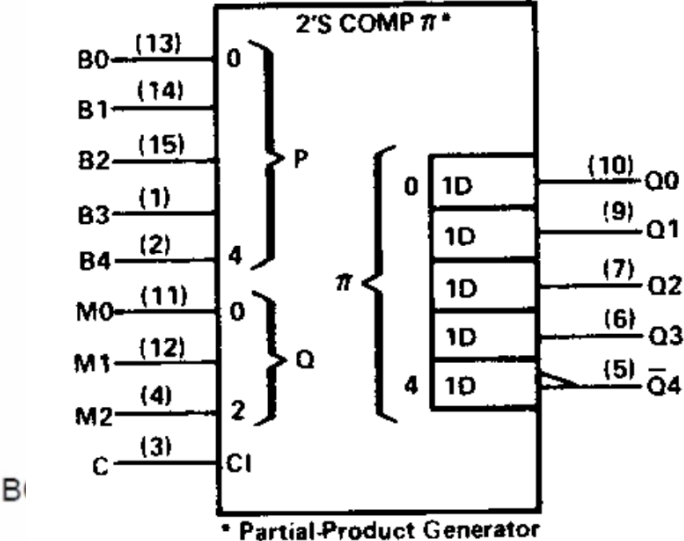 2'S COMP π*
B0 (13) 0
B1 (14)
B2 (15) P
B3 (1)
B4 (2) 4
M0 (11) 0
M1 (12) Q
M2 (4) 2
C (3) CI
π
0 1D (10) Q0
1D (9) Q1
1D (7) Q2
1D (6) Q3
4 1D (5) Q̅4
B
* Partial-Product Generator